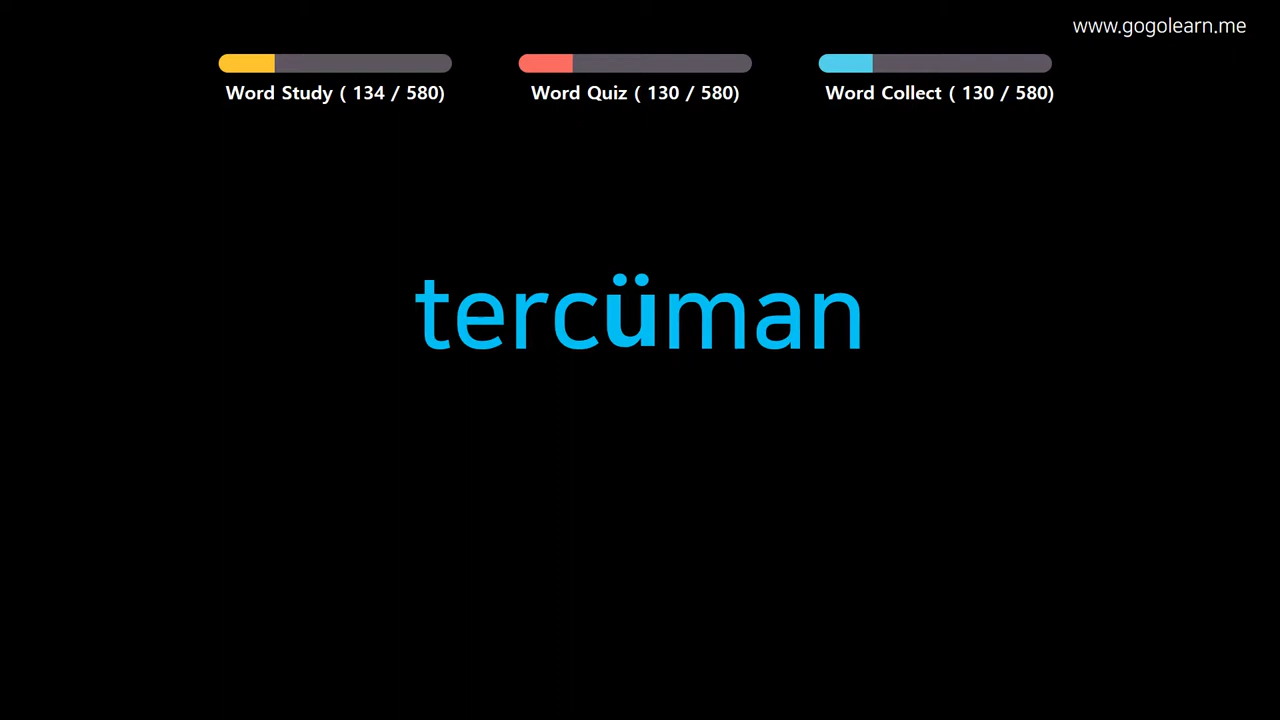 www.gogolearn.me
Word Study ( 134 / 580)
Word Quiz ( 130 / 580)
Word Collect ( 130 / 580)
tercüman